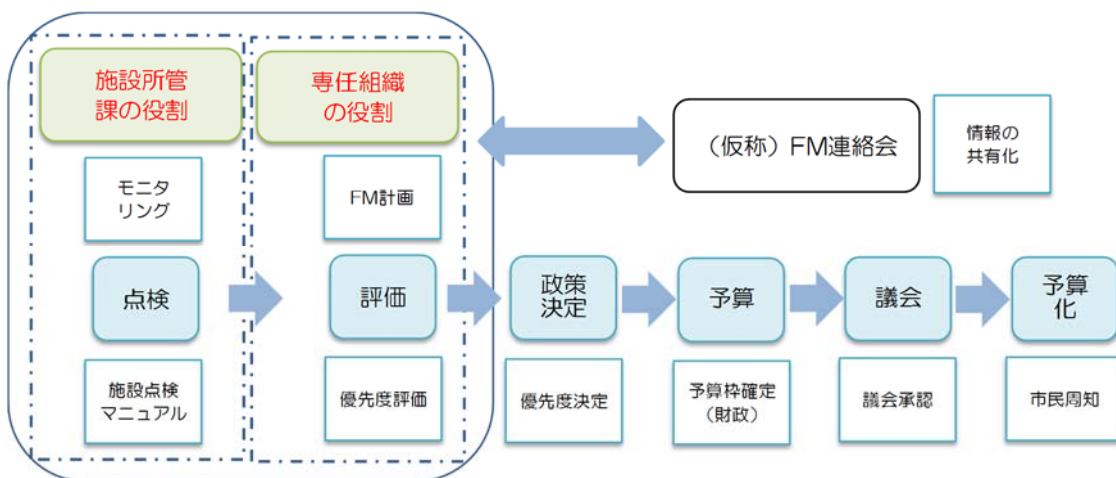 施設所管
課の役割
専任組織
の役割
(仮称)FM連絡会
情報の
共有化
モニタ
リング
FM計画
点検
評価
政策
決定
予算
議会
予算
化
施設点検
マニュアル
優先度評価
優先度決定
予算枠確定
(財政)
議会承認
市民周知